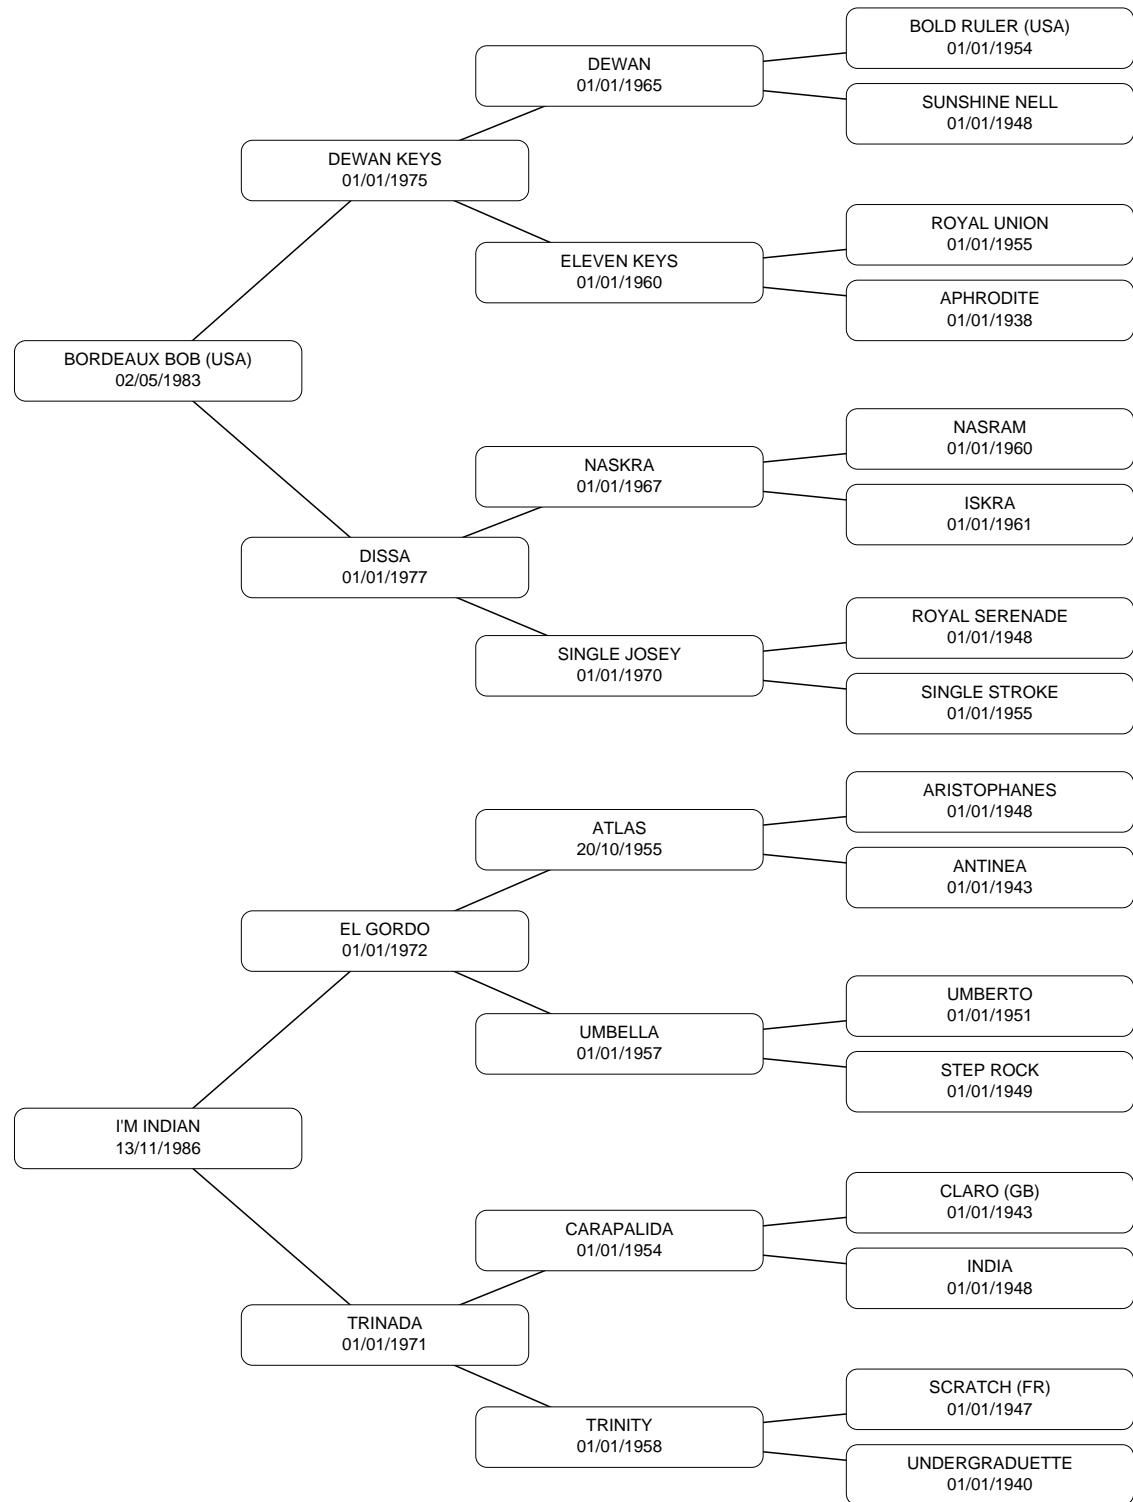 BOLD RULER (USA)
01/01/1954
DEWAN
01/01/1965
SUNSHINE NELL
01/01/1948
DEWAN KEYS
01/01/1975
ROYAL UNION
01/01/1955
ELEVEN KEYS
01/01/1960
APHRODITE
01/01/1938
BORDEAUX BOB (USA)
02/05/1983
NASRAM
01/01/1960
NASKRA
01/01/1967
ISKRA
01/01/1961
DISSA
01/01/1977
ROYAL SERENADE
01/01/1948
SINGLE JOSEY
01/01/1970
SINGLE STROKE
01/01/1955
ARISTOPHANES
01/01/1948
ATLAS
20/10/1955
ANTINEA
01/01/1943
EL GORDO
01/01/1972
UMBERTO
01/01/1951
UMBELLA
01/01/1957
STEP ROCK
01/01/1949
I'M INDIAN
13/11/1986
CLARO (GB)
01/01/1943
CARAPALIDA
01/01/1954
INDIA
01/01/1948
TRINADA
01/01/1971
SCRATCH (FR)
01/01/1947
TRINITY
01/01/1958
UNDERGRADUETTE
01/01/1940